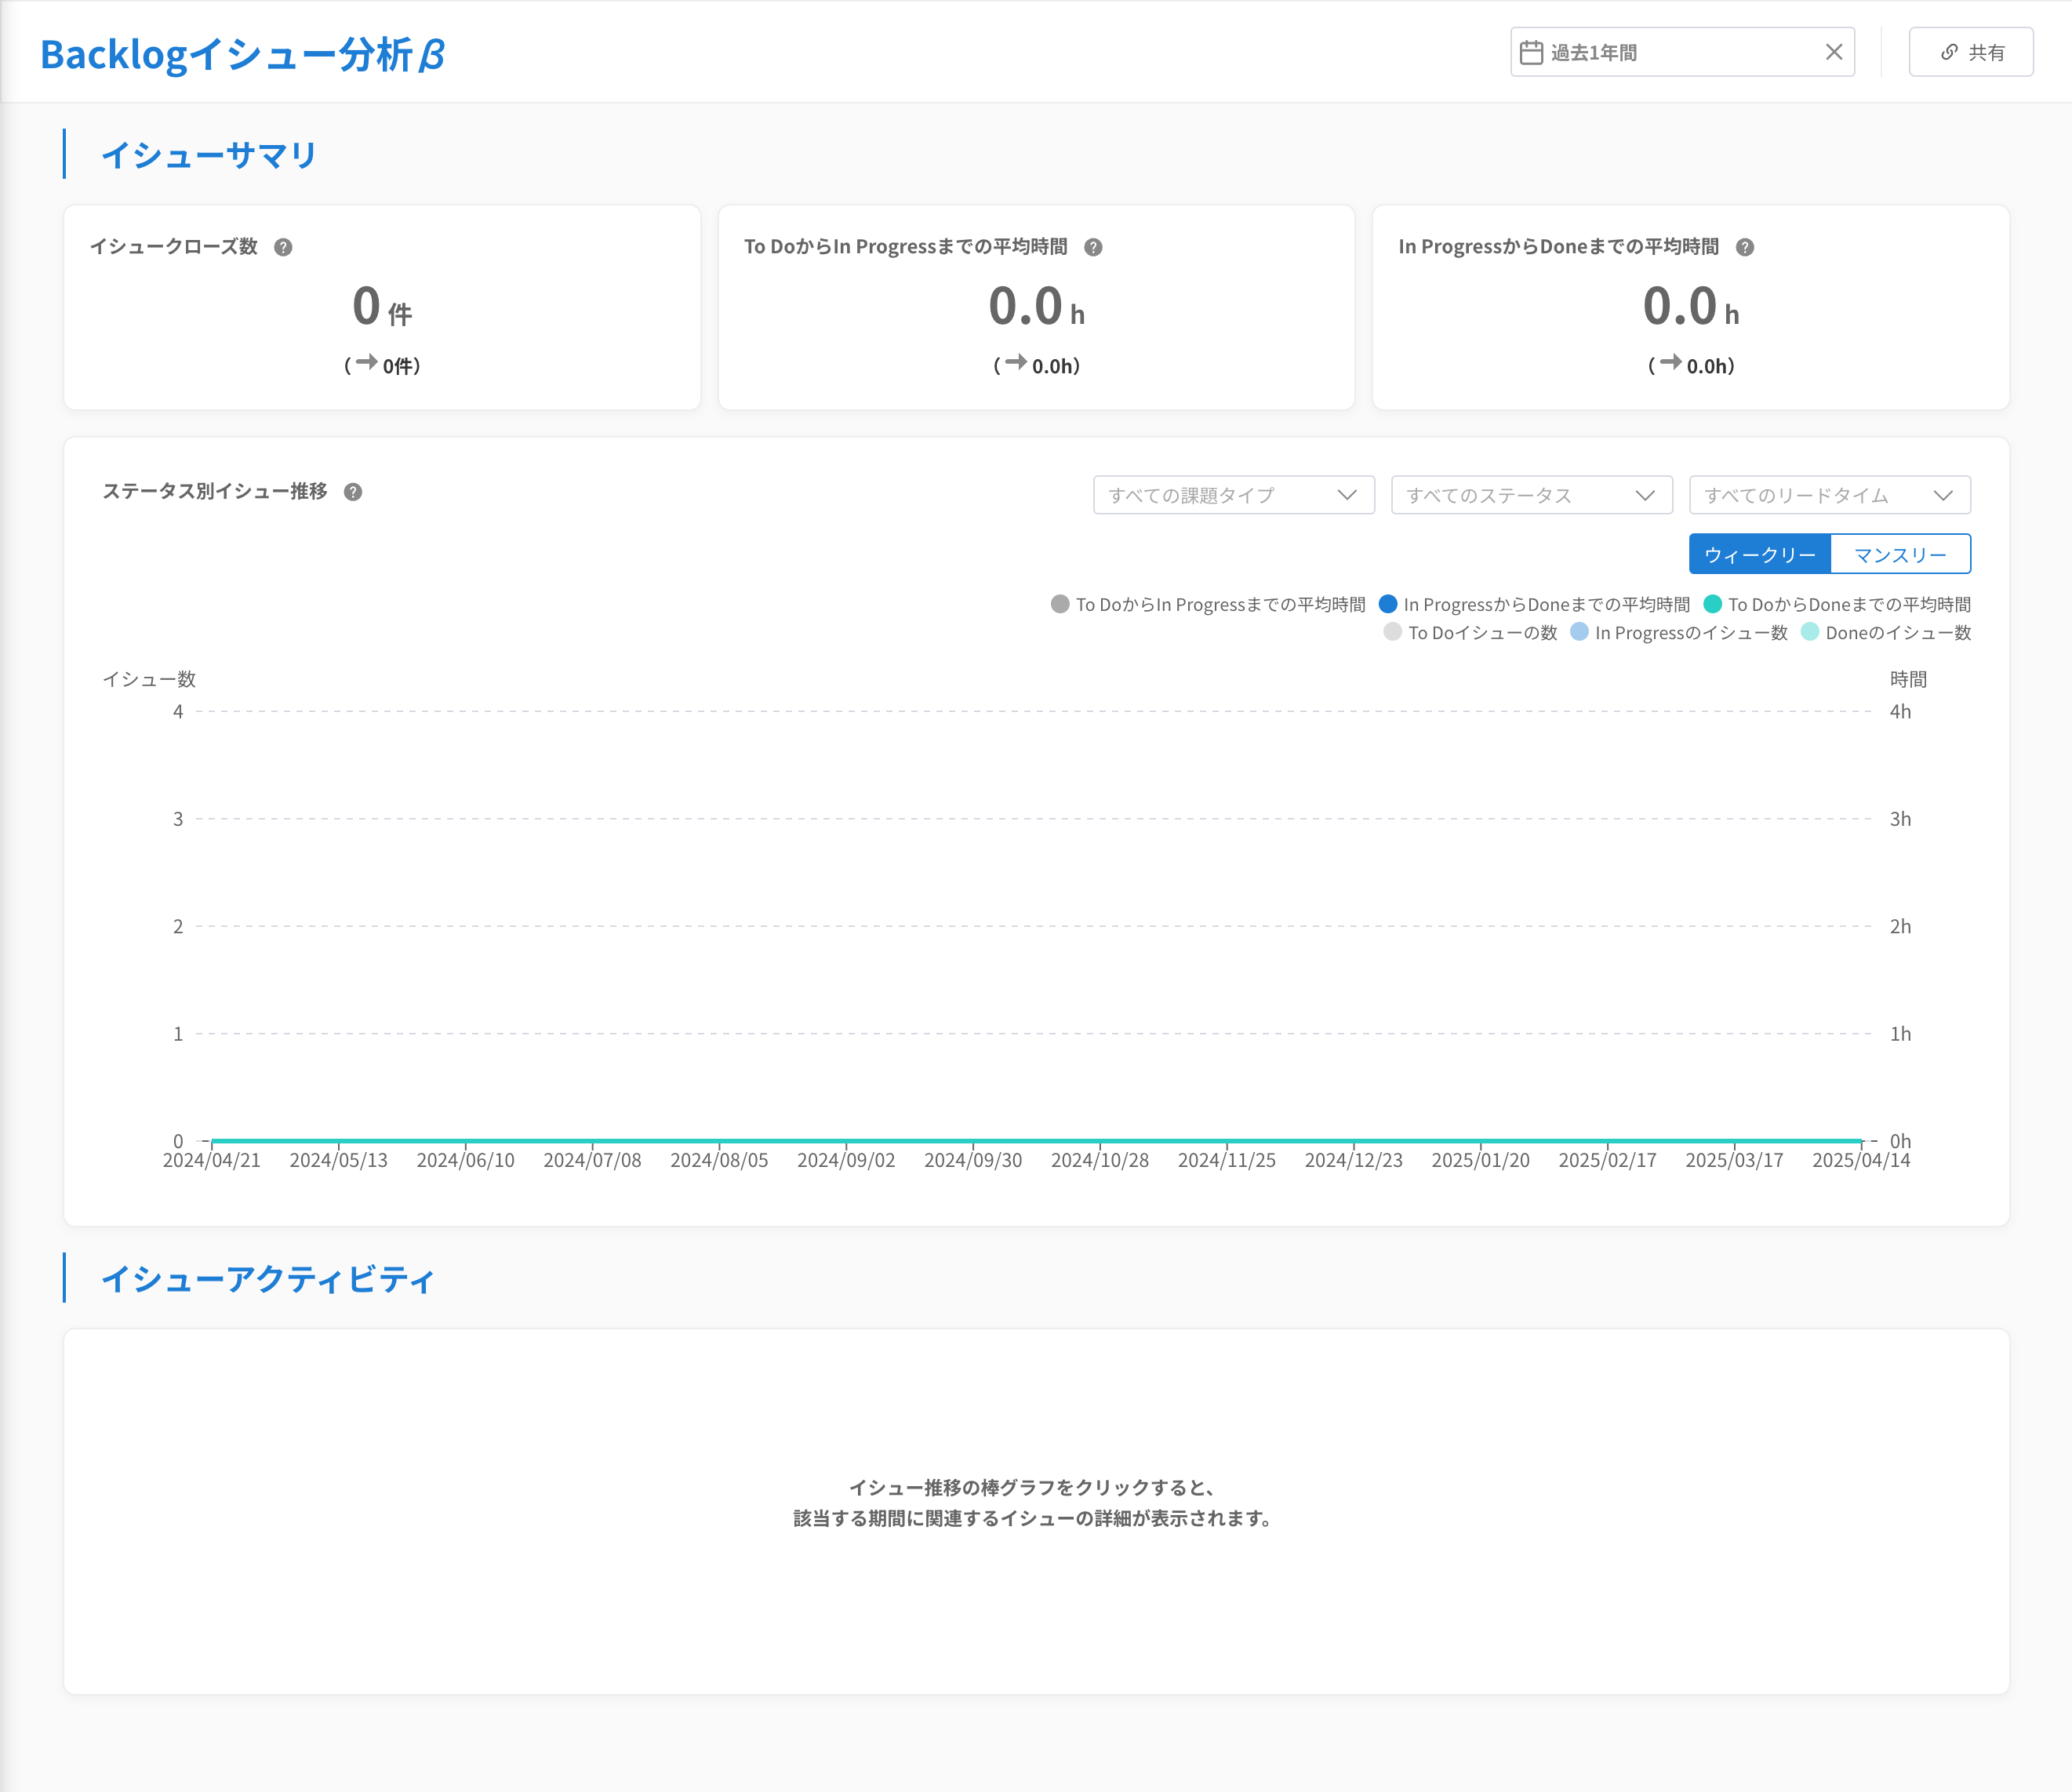 Backlogイシュー分析β
過去1年間
共有
イシューサマリ
イシュークローズ数
0 件
(→0件)
To DoからIn Progressまでの平均時間
0.0 h
(→0.0h)
In ProgressからDoneまでの平均時間
0.0 h
(→0.0h)
ステータス別イシュー推移
すべての課題タイプ
すべてのステータス
すべてのリードタイム
ウィークリー マンスリー
To DoからIn Progressまでの平均時間 In ProgressからDoneまでの平均時間 To DoからDoneまでの平均時間
To Doイシューの数 In Progressのイシュー数 Doneのイシュー数
イシュー数 時間
4 4h
3 3h
2 2h
1 1h
0 0h
2024/04/21 2024/05/13 2024/06/10 2024/07/08 2024/08/05 2024/09/02 2024/09/30 2024/10/28 2024/11/25 2024/12/23 2025/01/20 2025/02/17 2025/03/17 2025/04/14
イシューアクティビティ
イシュー推移の棒グラフをクリックすると、
該当する期間に関連するイシューの詳細が表示されます。